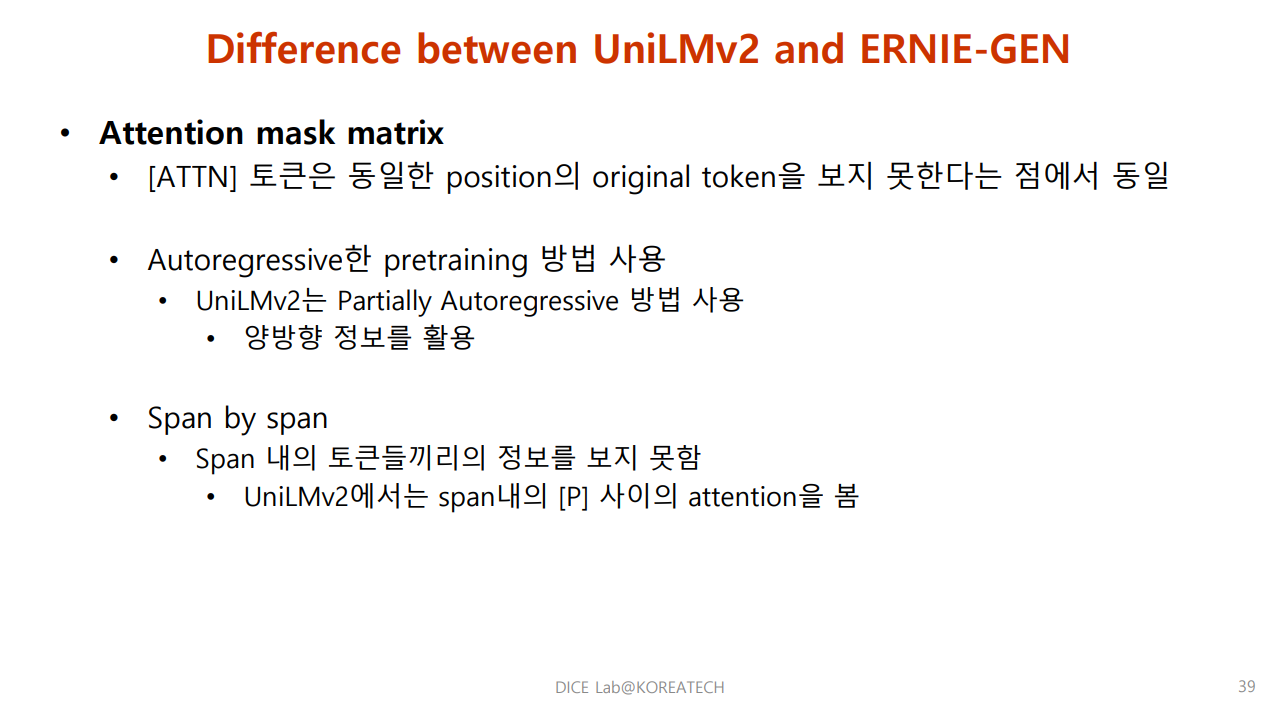 Difference between UniLMv2 and ERNIE-GEN
• Attention mask matrix
• [ATTN] 토큰은 동일한 position의 original token을 보지 못한다는 점에서 동일
• Autoregressive한 pretraining 방법 사용
• UniLMv2는 Partially Autoregressive 방법 사용
• 양방향 정보를 활용
• Span by span
• Span 내의 토큰들끼리의 정보를 보지 못함
• UniLMv2에서는 span내의 [P] 사이의 attention을 봄
DICE Lab@KOREATECH
39